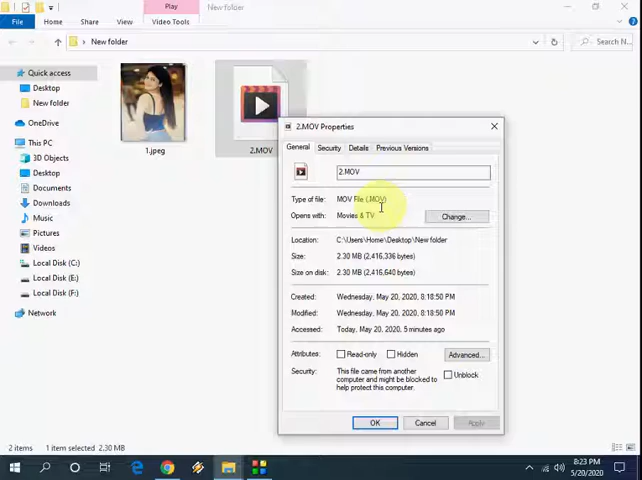 Play
New folder
File
Home
Share
View
Video Tools
New folder
Search N...
Quick access
Desktop
New folder
OneDrive
This PC
3D Objects
Desktop
Documents
Downloads
Music
Pictures
Videos
Local Disk (C:)
Local Disk (E:)
Local Disk (F:)
Network
1.jpeg
2.MOV
2.MOV Properties
General
Security
Details
Previous Versions
2.MOV
Type of file: MOV File (.MOV)
Opens with: Movies & TV
Change...
Location: C:\Users\Home\Desktop\New folder
Size: 2.30 MB (2,416,336 bytes)
Size on disk: 2.30 MB (2,416,640 bytes)
Created: Wednesday, May 20, 2020, 8:18:50 PM
Modified: Wednesday, May 20, 2020, 8:18:50 PM
Accessed: Today, May 20, 2020, 5 minutes ago
Attributes: Read-only Hidden Advanced...
Security: This file came from another
computer and might be blocked to
help protect this computer.
Unblock
OK
Cancel
Apply
2 items 1 item selected 2.30 MB
8:23 PM
5/20/2020